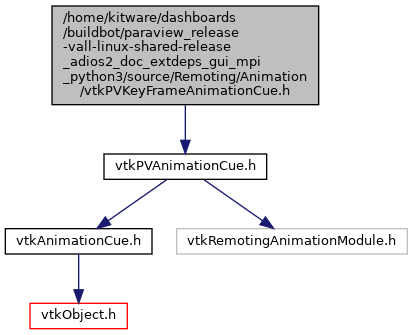 /home/kitware/dashboards
/buildbot/paraview_release
-vall-linux-shared-release
_adios2_doc_extdeps_gui_mpi
_python3/source/Remoting/Animation
/vtkPVKeyFrameAnimationCue.h
vtkPVAnimationCue.h
vtkAnimationCue.h
vtkRemotingAnimationModule.h
vtkObject.h